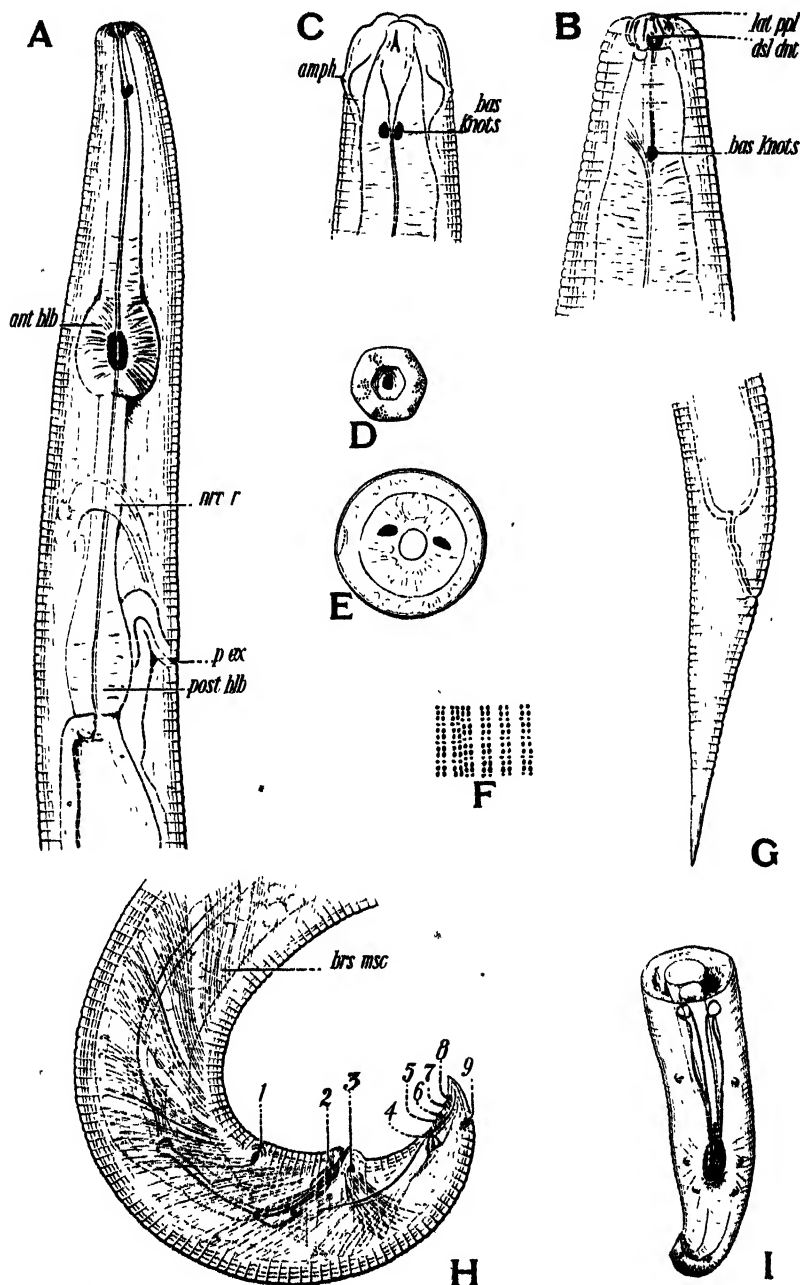 A
C
B
lat ppl
dsl dnt
amph
bas
Knots
bas Knots
ant blb
D
nrv r
E
p ex
post blb
F
G
brs msc
8
7
9
5
6
1
2
3
4
H
I